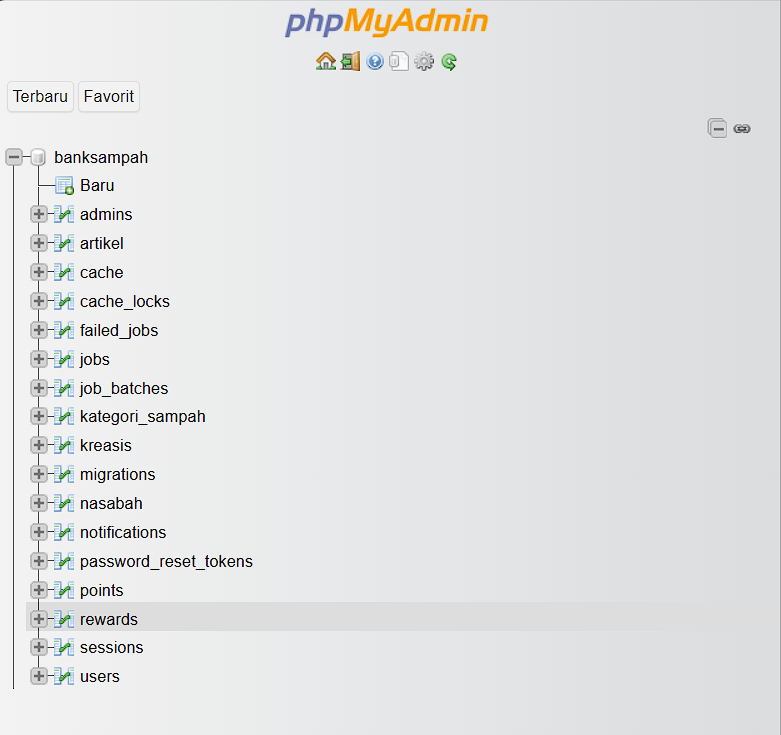 phpMyAdmin
Terbaru Favorit
banksampah
Baru
admins
artikel
cache
cache_locks
failed_jobs
jobs
job_batches
kategori_sampah
kreasis
migrations
nasabah
notifications
password_reset_tokens
points
rewards
sessions
users